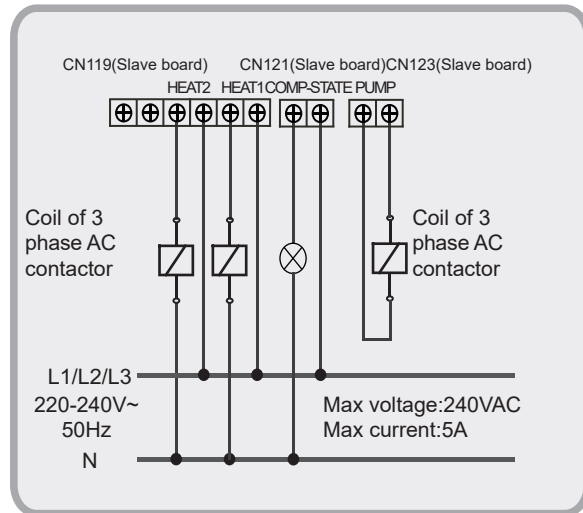 CN119(Slave board) CN121(Slave board)CN123(Slave board)
HEAT2 HEAT1COMP-STATE PUMP
Coil of 3
phase AC
contactor
Coil of 3
phase AC
contactor
L1/L2/L3
220-240V~
50Hz
N
Max voltage:240VAC
Max current:5A